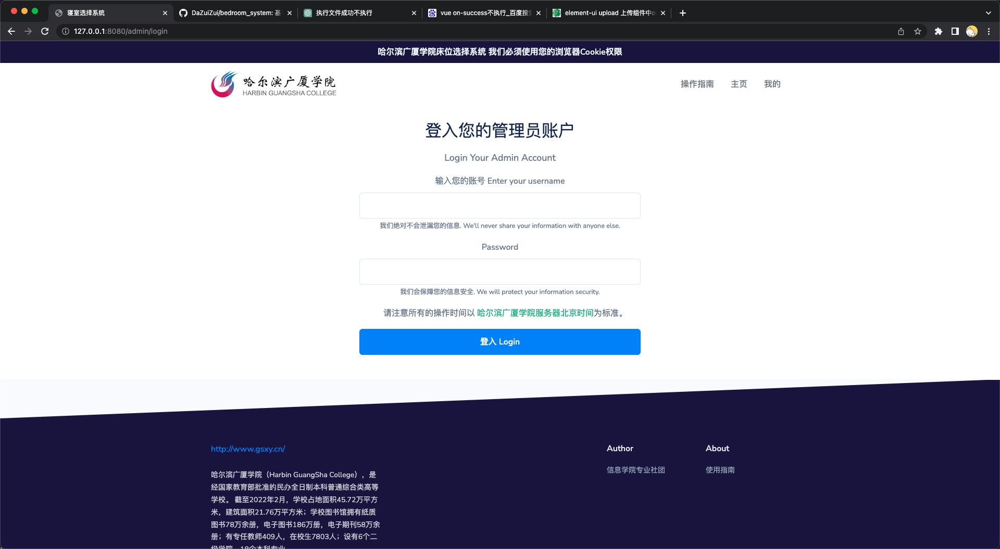 寝室选择系统
DaZuiZui/bedroom_system: 基
执行文件成功不执行
vue on-success不执行_百度搜
element-ui upload 上传组件中o
127.0.0.1:8080/admin/login
哈尔滨广厦学院床位选择系统 我们必须使用您的浏览器Cookie权限
哈尔滨广厦学院
HARBIN GUANGSHA COLLEGE
操作指南 主页 我的
登入您的管理员账户
Login Your Admin Account
输入您的账号 Enter your username
我们绝对不会泄漏您的信息. We'll never share your information with anyone else.
Password
我们会保障您的信息安全. We will protect your information security.
请注意所有的操作时间以 哈尔滨广厦学院服务器北京时间为标准。
登入 Login
http://www.gsxy.cn/
哈尔滨广厦学院（Harbin GuangSha College），是
经国家教育部批准的民办全日制本科普通综合类高等
学校。 截至2022年2月，学校占地面积45.72万平方
米，建筑面积21.76万平方米；学校图书馆拥有纸质
图书78万余册，电子图书186万册，电子期刊58万余
册；有专任教师409人，在校生7803人；设有6个二
级学院，18个本科专业
Author
信息学院专业社团
About
使用指南